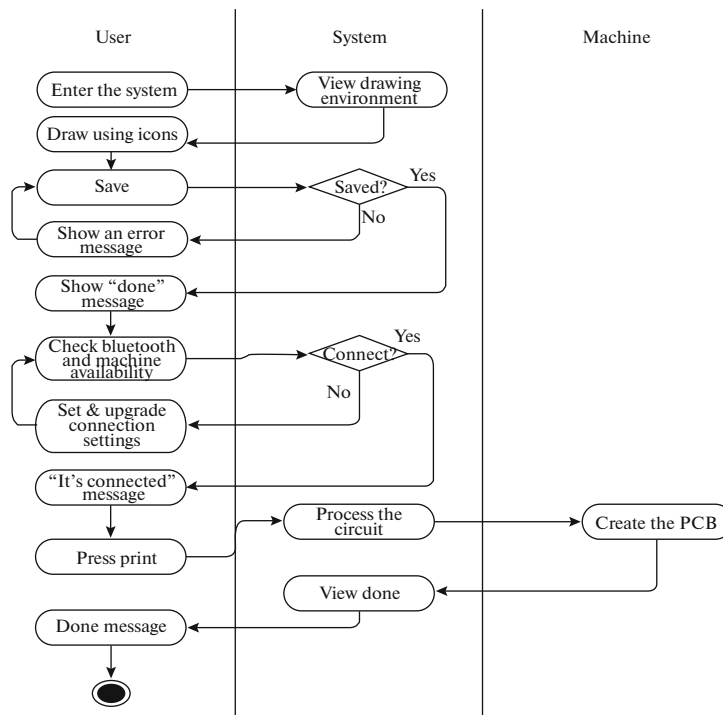 User
System
Machine
Enter the system
View drawing
environment
Draw using icons
Save
Saved?
Yes
No
Show an error
message
Show “done”
message
Check bluetooth
and machine
availability
Connect?
Yes
No
Set & upgrade
connection
settings
“It’s connected”
message
Press print
Process the
circuit
Create the PCB
View done
Done message